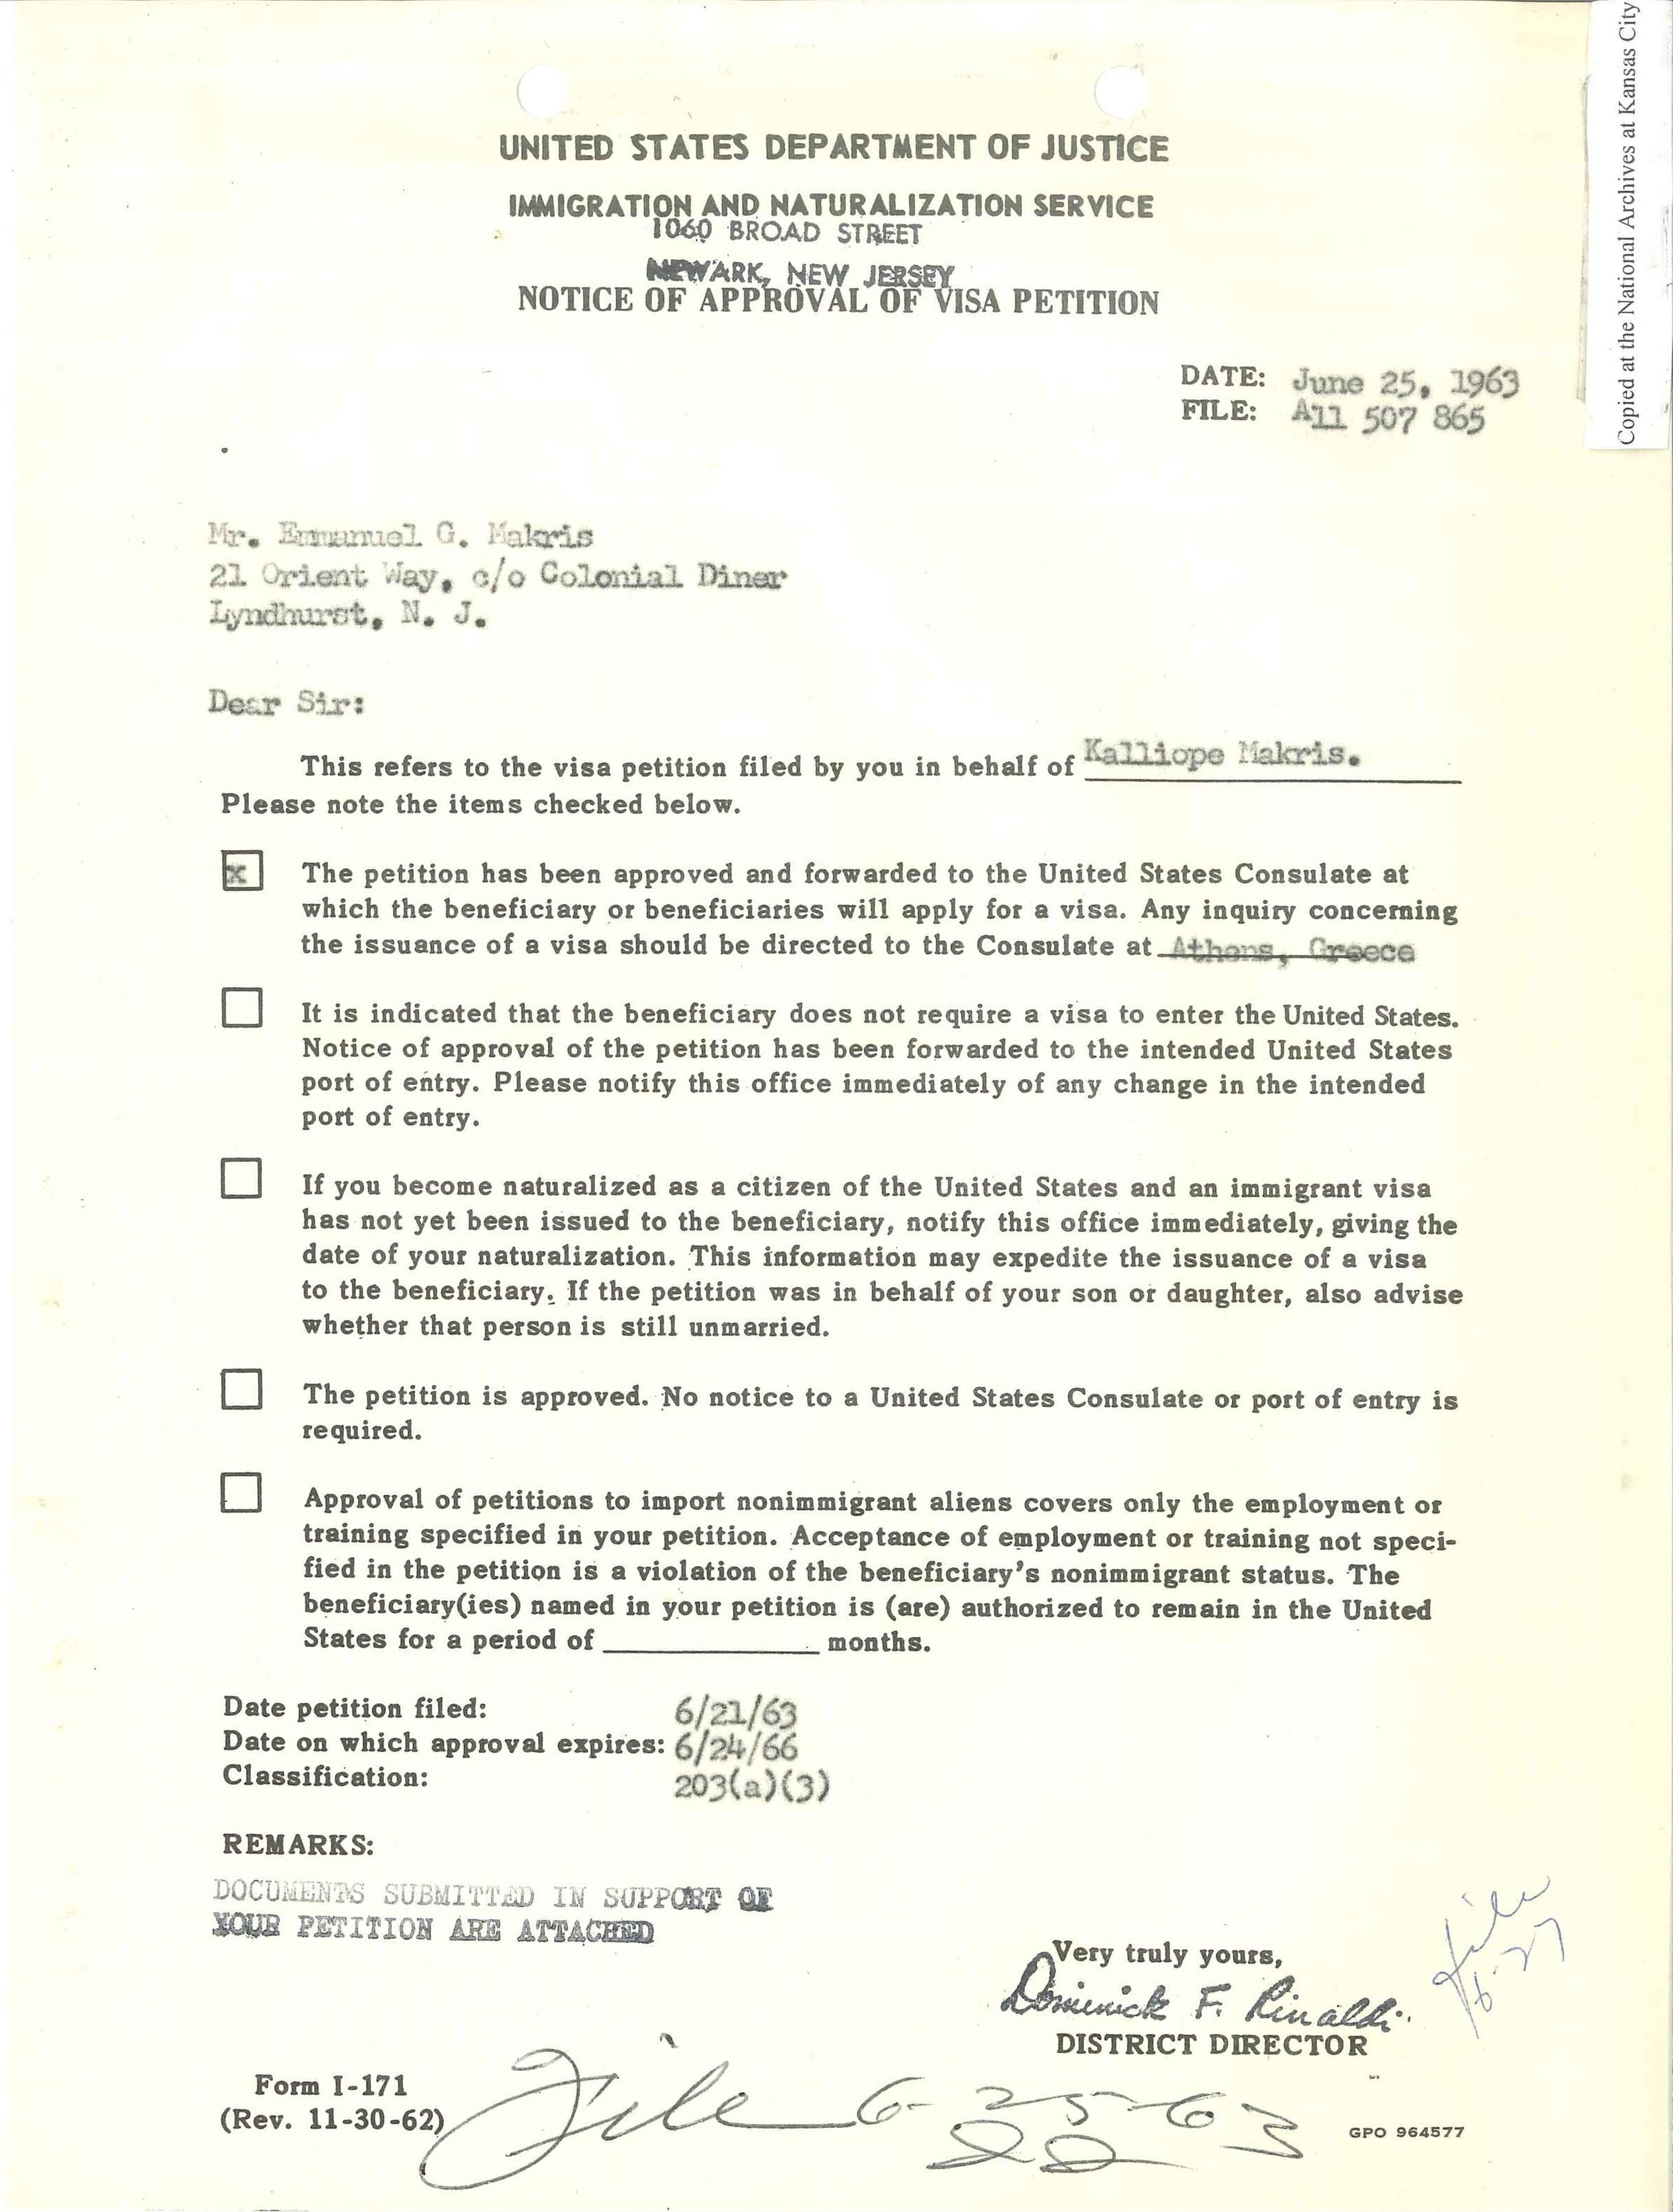 Copied at the National Archives at Kansas City
UNITED STATES DEPARTMENT OF JUSTICE
IMMIGRATION AND NATURALIZATION SERVICE
1060 BROAD STREET
NEWARK, NEW JERSEY
NOTICE OF APPROVAL OF VISA PETITION
DATE: June 25, 1963
FILE: A11 507 865
Mr. Emmanuel G. Makris
21 Orient Way, c/o Colonial Diner
Lyndhurst, N. J.
Dear Sir:
This refers to the visa petition filed by you in behalf of Kalliope Makris.
Please note the items checked below.
x The petition has been approved and forwarded to the United States Consulate at
which the beneficiary or beneficiaries will apply for a visa. Any inquiry concerning
the issuance of a visa should be directed to the Consulate at Athens, Greece
It is indicated that the beneficiary does not require a visa to enter the United States.
Notice of approval of the petition has been forwarded to the intended United States
port of entry. Please notify this office immediately of any change in the intended
port of entry.
If you become naturalized as a citizen of the United States and an immigrant visa
has not yet been issued to the beneficiary, notify this office immediately, giving the
date of your naturalization. This information may expedite the issuance of a visa
to the beneficiary. If the petition was in behalf of your son or daughter, also advise
whether that person is still unmarried.
The petition is approved. No notice to a United States Consulate or port of entry is
required.
Approval of petitions to import nonimmigrant aliens covers only the employment or
training specified in your petition. Acceptance of employment or training not speci-
fied in the petition is a violation of the beneficiary's nonimmigrant status. The
beneficiary(ies) named in your petition is (are) authorized to remain in the United
States for a period of ____________ months.
Date petition filed: 6/21/63
Date on which approval expires: 6/24/66
Classification: 203(a)(3)
REMARKS:
DOCUMENTS SUBMITTED IN SUPPORT OF
YOUR PETITION ARE ATTACHED
File
6-27
Very truly yours,
Dominick F. Rinaldi
DISTRICT DIRECTOR
Form I-171
(Rev. 11-30-62)
File 6-25-63
GPO 964577